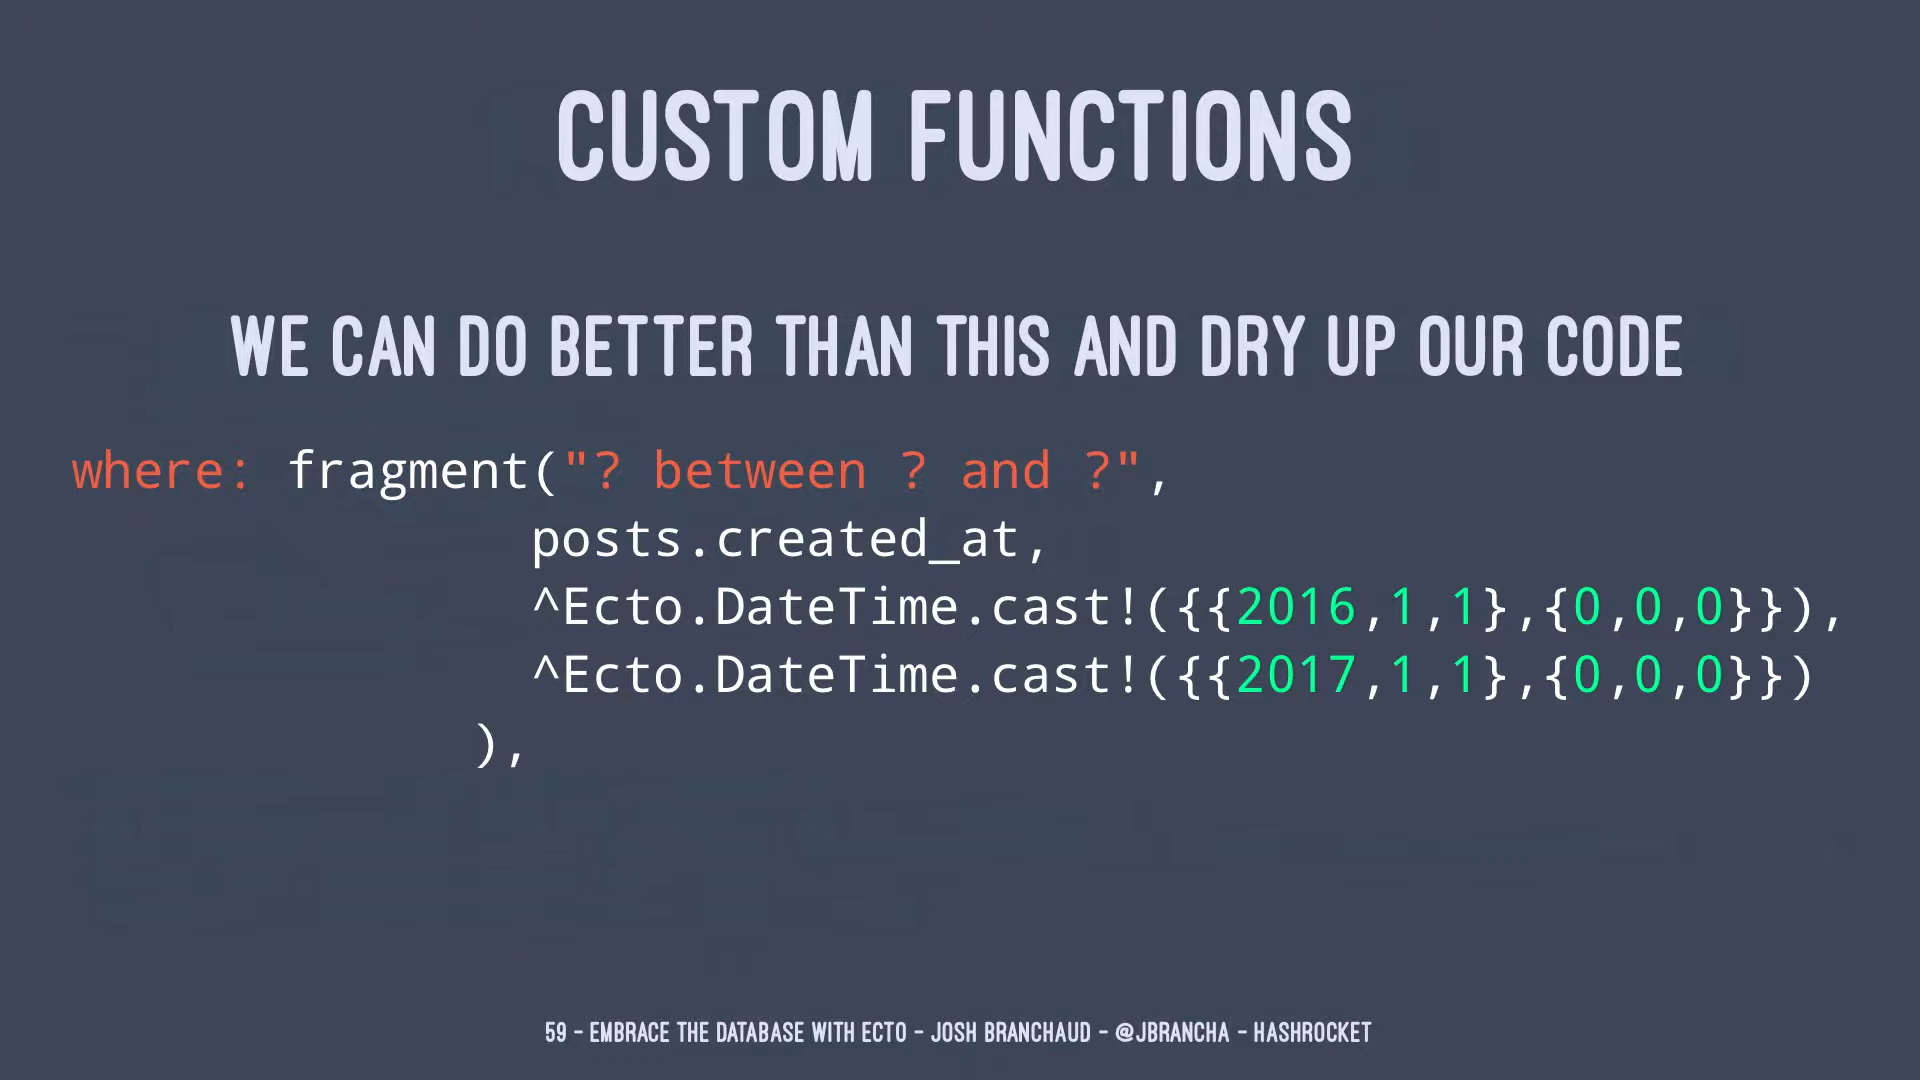 CUSTOM FUNCTIONS
WE CAN DO BETTER THAN THIS AND DRY UP OUR CODE
where: fragment("? between ? and ?",
               posts.created_at,
               ^Ecto.DateTime.cast!({{2016,1,1},{0,0,0}}),
               ^Ecto.DateTime.cast!({{2017,1,1},{0,0,0}})
             ),
59 - EMBRACE THE DATABASE WITH ECTO - JOSH BRANCHAUD - @JBRANCHA - HASHROCKET